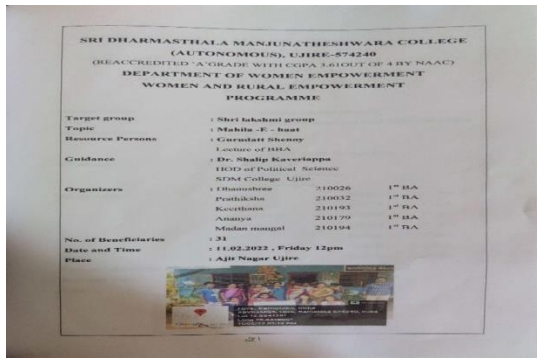 SRI DHARMASTHALA MANJUNATHESHWARA COLLEGE
(AUTONOMOUS), UJIRE-574240
(REACCREDITED 'A'GRADE WITH CGPA 3.61OUT OF 4 BY NAAC)
DEPARTMENT OF WOMEN EMPOWERMENT
WOMEN AND RURAL EMPOWERMENT
PROGRAMME
Target group : Shri lakshmi group
Topic : Mahila -E - haat
Resource Persons : Gurudatt Shenoy
Lecture of BBA
Guidance : Dr. Shalip Kaveriappa
HOD of Political Science
SDM College Ujire
Organizers : Dhanushree 210026 1st BA
Prathiksha 210032 1st BA
Keerthana 210193 1st BA
Ananya 210179 1st BA
Madan mangal 210194 1st BA
No. of Beneficiaries : 31
Date and Time : 11.02.2022 , Friday 12pm
Place : Ajit Nagar Ujire